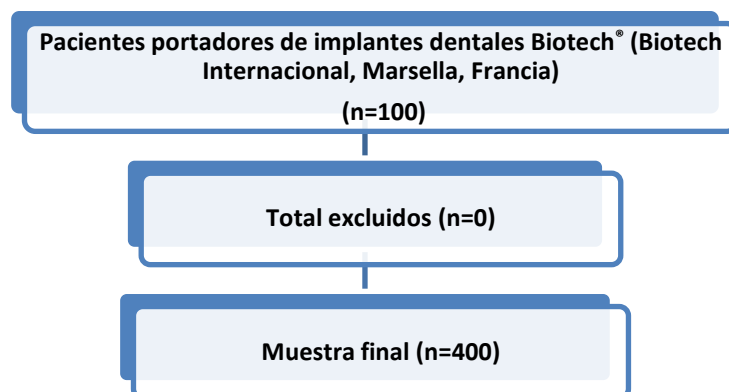 Pacientes portadores de implantes dentales Biotech® (Biotech
Internacional, Marsella, Francia)
(n=100)
Total excluidos (n=0)
Muestra final (n=400)